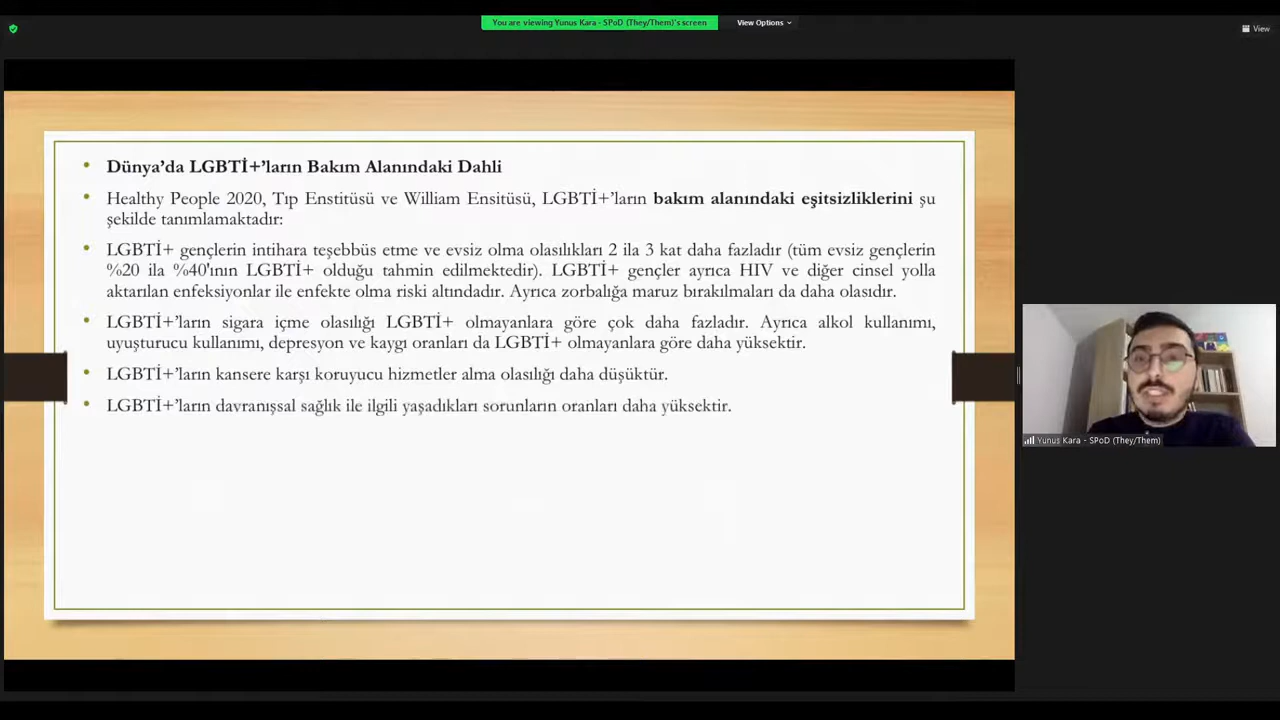 You are viewing Yunus Kara - SPoD (They/Them)'s screen
View Options
View
Dünya’da LGBTİ+’ların Bakım Alanındaki Dahli
Healthy People 2020, Tıp Enstitüsü ve William Ensitüsü, LGBTİ+’ların bakım alanındaki eşitsizliklerini şu
şekilde tanımlamaktadır:
LGBTİ+ gençlerin intihara teşebbüs etme ve evsiz olma olasılıkları 2 ila 3 kat daha fazladır (tüm evsiz gençlerin
%20 ila %40'ının LGBTİ+ olduğu tahmin edilmektedir). LGBTİ+ gençler ayrıca HIV ve diğer cinsel yolla
aktarılan enfeksiyonlar ile enfekte olma riski altındadır. Ayrıca zorbalığa maruz bırakılmaları da daha olasıdır.
LGBTİ+’ların sigara içme olasılığı LGBTİ+ olmayanlara göre çok daha fazladır. Ayrıca alkol kullanımı,
uyuşturucu kullanımı, depresyon ve kaygı oranları da LGBTİ+ olmayanlara göre daha yüksektir.
LGBTİ+’ların kansere karşı koruyucu hizmetler alma olasılığı daha düşüktür.
LGBTİ+’ların davranışsal sağlık ile ilgili yaşadıkları sorunların oranları daha yüksektir.
Yunus Kara - SPoD (They/Them)